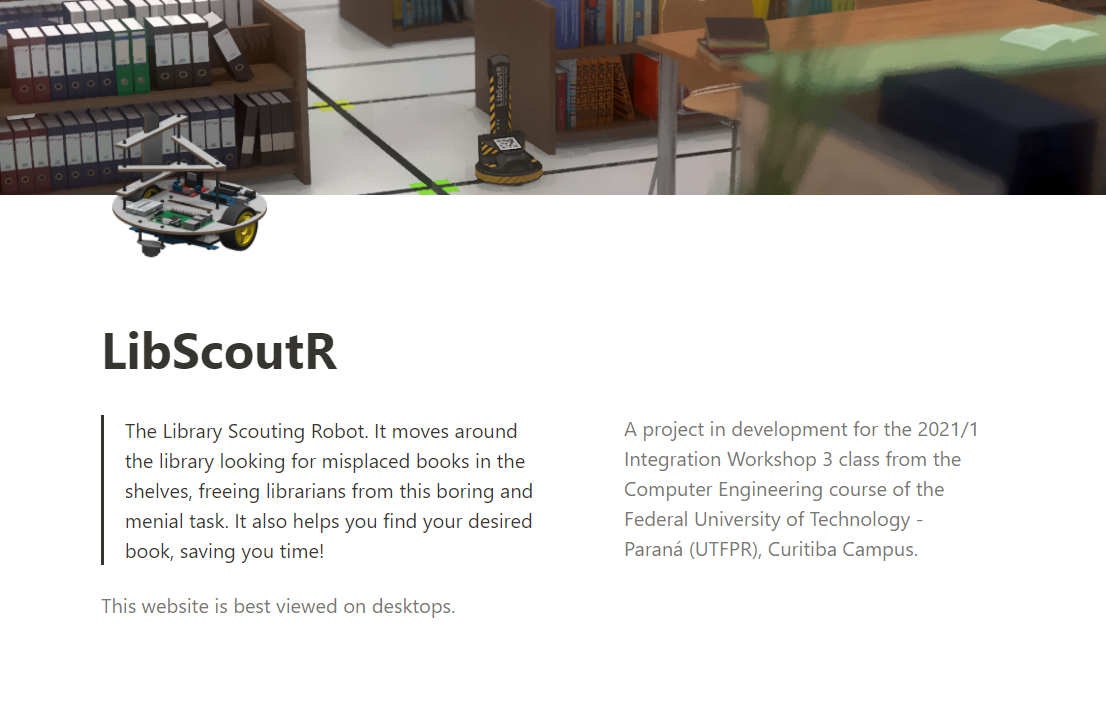 LibScoutR
LibScoutR
The Library Scouting Robot. It moves around
the library looking for misplaced books in the
shelves, freeing librarians from this boring and
menial task. It also helps you find your desired
book, saving you time!
A project in development for the 2021/1
Integration Workshop 3 class from the
Computer Engineering course of the
Federal University of Technology -
Paraná (UTFPR), Curitiba Campus.
This website is best viewed on desktops.